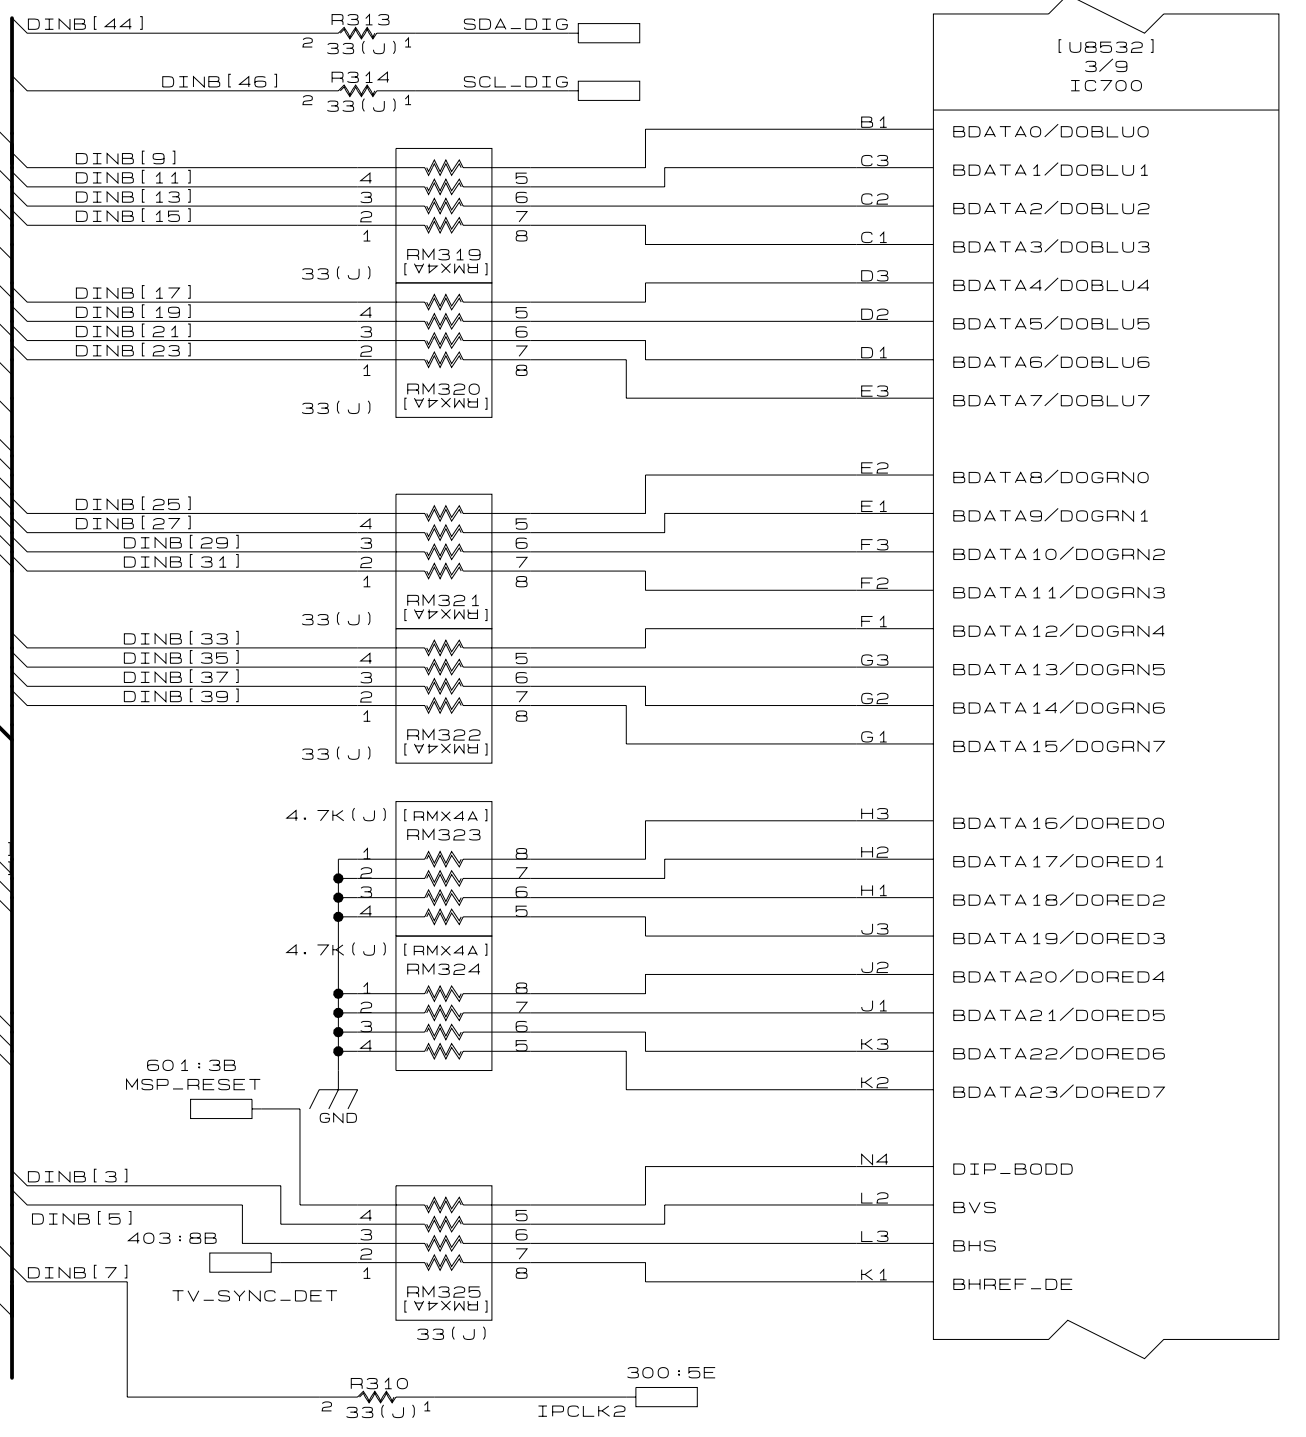 DINB[44]
R313
SDA_DIG
2 33(J) 1
[U8532]
3/9
IC700
DINB[46]
R314
SCL_DIG
2 33(J) 1
B1 BDATA0/DOBLU0
DINB[9]
C3 BDATA1/DOBLU1
DINB[11] 4 5
DINB[13] 3 6 C2 BDATA2/DOBLU2
DINB[15] 2 7
1 8 C1 BDATA3/DOBLU3
RM319
33(J) [RMX4A]
D3 BDATA4/DOBLU4
DINB[17]
DINB[19] 4 5 D2 BDATA5/DOBLU5
DINB[21] 3 6
DINB[23] 2 7 D1 BDATA6/DOBLU6
1 8
RM320 E3 BDATA7/DOBLU7
33(J) [RMX4A]
E2 BDATA8/DOGRN0
DINB[25]
E1 BDATA9/DOGRN1
DINB[27] 4 5
DINB[29] 3 6 F3 BDATA10/DOGRN2
DINB[31] 2 7
1 8 F2 BDATA11/DOGRN3
RM321
33(J) [RMX4A]
F1 BDATA12/DOGRN4
DINB[33]
DINB[35] 4 5 G3 BDATA13/DOGRN5
DINB[37] 3 6
DINB[39] 2 7 G2 BDATA14/DOGRN6
1 8
RM322 G1 BDATA15/DOGRN7
33(J) [RMX4A]
4.7K(J) [RMX4A] H3 BDATA16/DORED0
RM323
1 8 H2 BDATA17/DORED1
2 7
3 6 H1 BDATA18/DORED2
4 5
J3 BDATA19/DORED3
4.7K(J) [RMX4A]
RM324 J2 BDATA20/DORED4
1 8
2 7 J1 BDATA21/DORED5
3 6
4 5 K3 BDATA22/DORED6
601:3B
MSP_RESET K2 BDATA23/DORED7
GND
N4 DIP_BODD
DINB[3]
L2 BVS
DINB[5] 4 5
403:8B 3 6 L3 BHS
2 7
DINB[7] 1 8 K1 BHREF_DE
TV_SYNC_DET RM325
[RMX4A]
33(J)
300:5E
R310
2 33(J) 1 IPCLK2